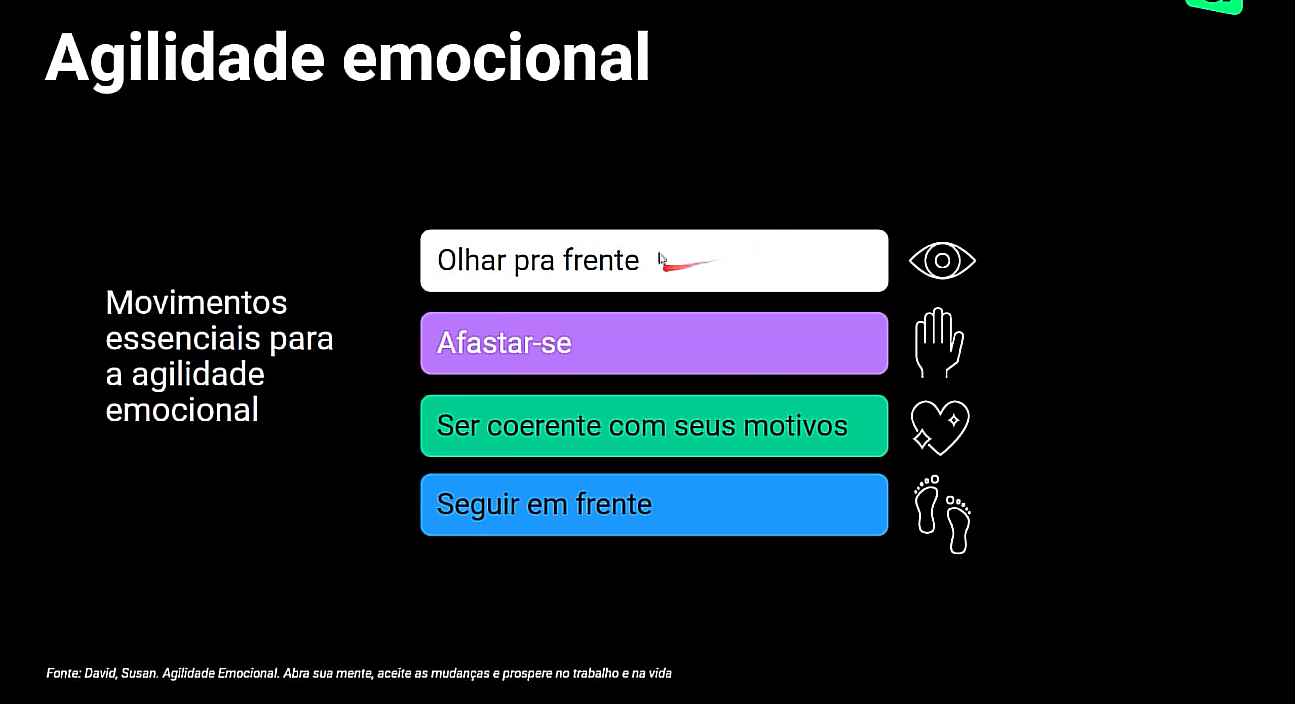 Agilidade emocional
Olhar pra frente
Movimentos
essenciais para
a agilidade
emocional
Afastar-se
Ser coerente com seus motivos
Seguir em frente
Fonte: David, Susan. Agilidade Emocional. Abra sua mente, aceite as mudanças e prospere no trabalho e na vida